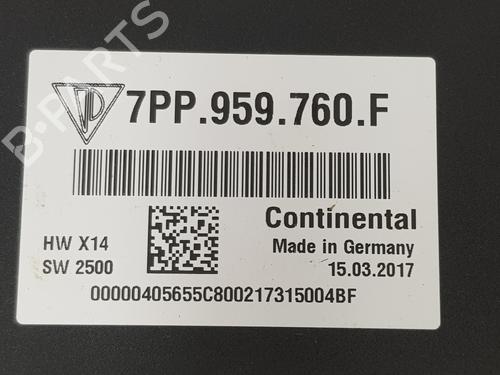 B-PARTS
7PP.959.760.F
Continental
HW X14
Made in Germany
SW 2500
15.03.2017
00000405655C800217315004BF